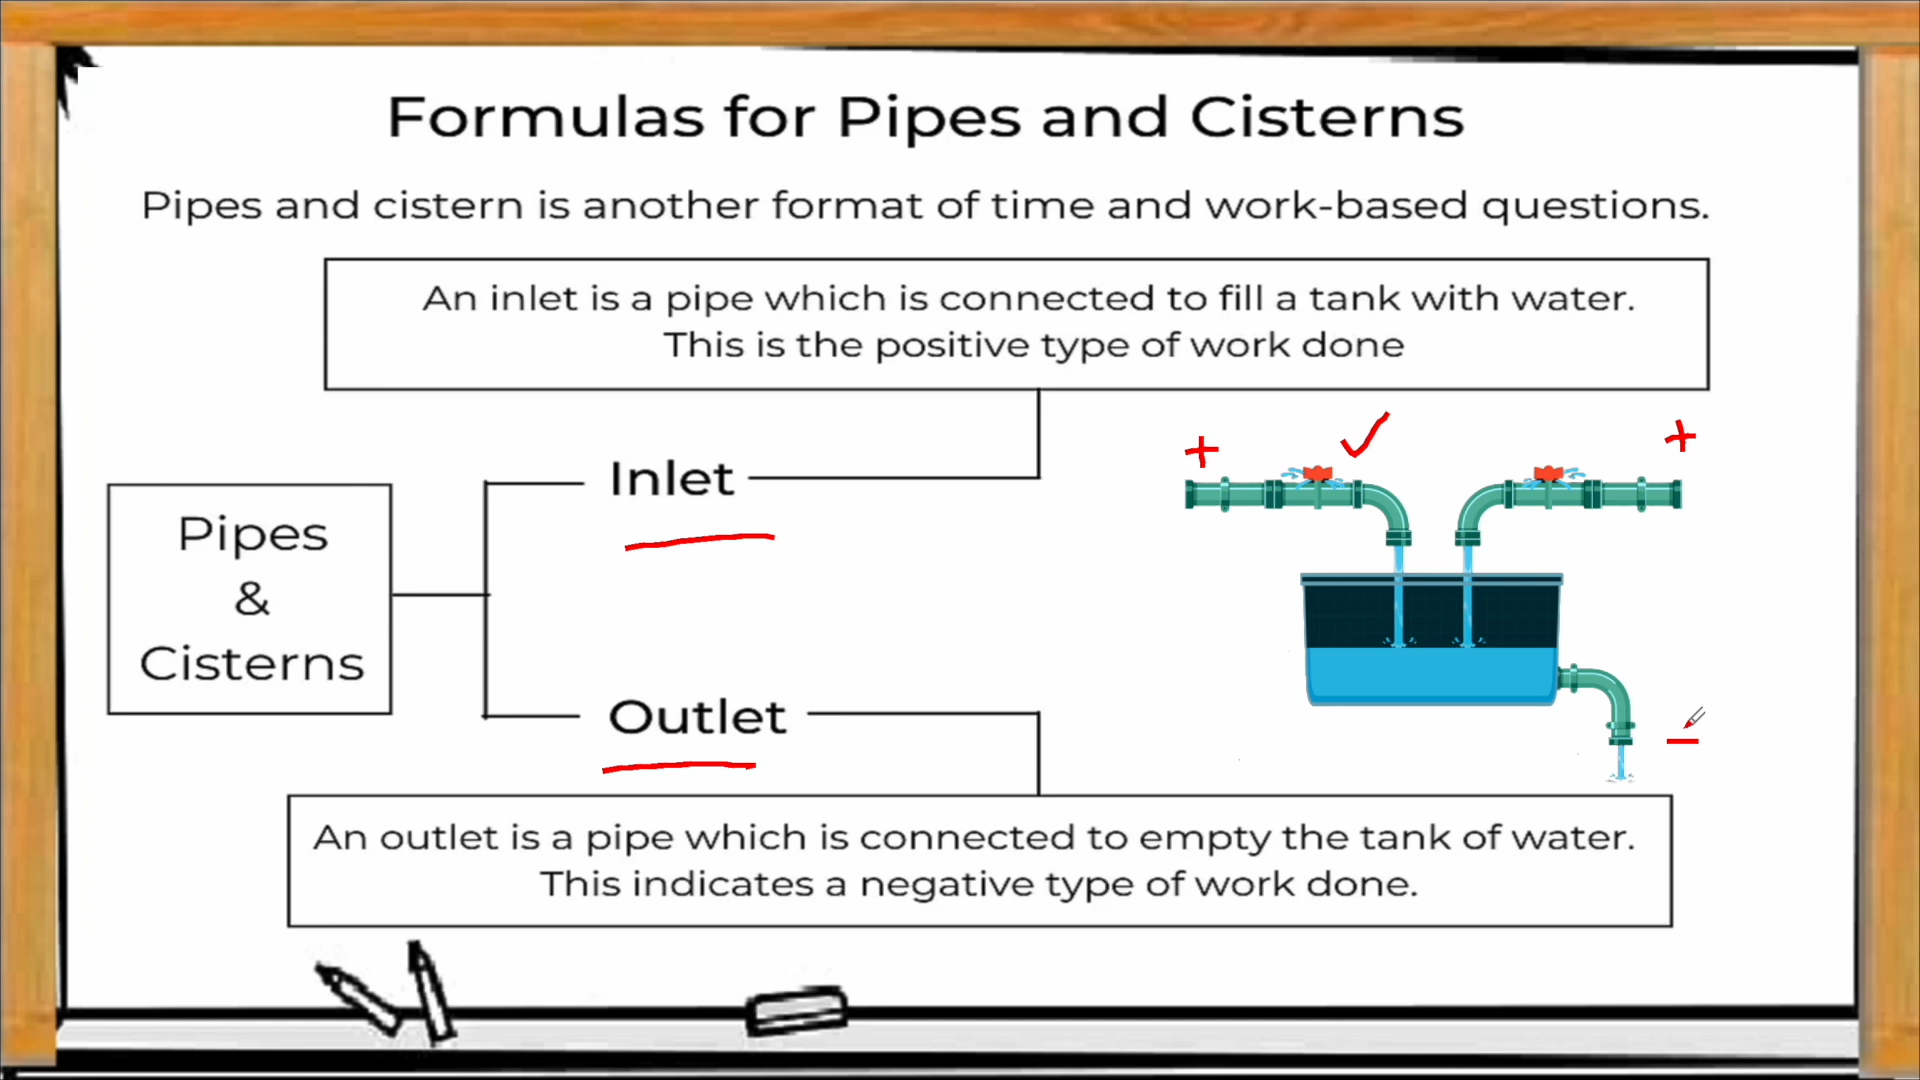 Formulas for Pipes and Cisterns
Pipes and cistern is another format of time and work-based questions.
An inlet is a pipe which is connected to fill a tank with water.
This is the positive type of work done
+
+
Inlet
Pipes
&
Cisterns
Outlet
An outlet is a pipe which is connected to empty the tank of water.
This indicates a negative type of work done.